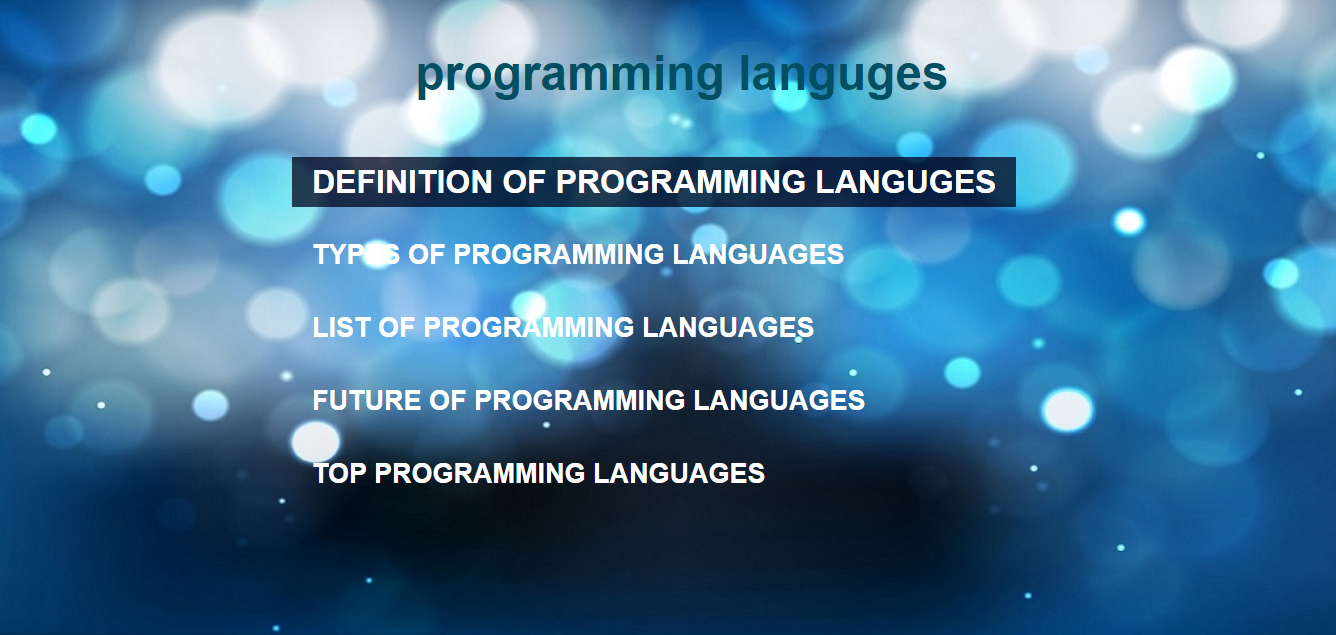 programming languges
DEFINITION OF PROGRAMMING LANGUGES
TYPES OF PROGRAMMING LANGUAGES
LIST OF PROGRAMMING LANGUAGES
FUTURE OF PROGRAMMING LANGUAGES
TOP PROGRAMMING LANGUAGES